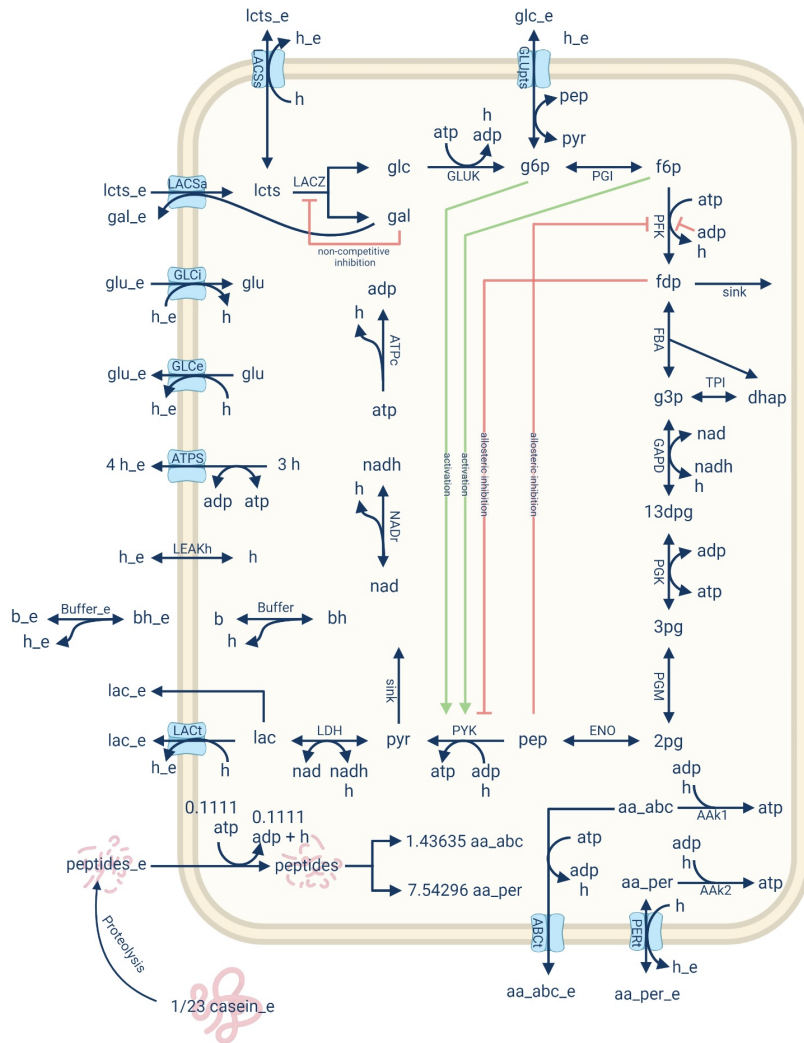 lcts_e
h_e
LACSs
h
glc_e
h_e
GLUpts
pep
pyr
lcts_e
LACSa
gal_e
lcts
LACZ
glc
gal
non-competitive
inhibition
atp
h
adp
GLUK
g6p
PGI
f6p
PFK
atp
adp
h
fdp
sink
glu_e
GLCi
glu
h_e
h
adp
h
ATPc
atp
FBA
g3p
TPI
dhap
glu_e
GLCe
glu
h_e
h
GAPD
nad
nadh
h
13dpg
4 h_e
ATPS
3 h
adp
atp
nadh
h
NADr
nad
activation
activation
allosteric inhibition
allosteric inhibition
h_e
LEAKh
h
PGK
adp
atp
3pg
b_e
Buffer_e
bh_e
h_e
b
Buffer
bh
h
PGM
sink
lac_e
lac_e
LACt
lac
h_e
h
LDH
nad
nadh
h
pyr
PYK
atp
adp
h
pep
ENO
2pg
0.1111
atp
0.1111
adp + h
peptides_e
peptides
1.43635 aa_abc
7.54296 aa_per
aa_abc
adp
h
AAk1
atp
atp
adp
h
ABCt
aa_abc_e
aa_per
adp
h
AAk2
atp
h
PERt
h_e
aa_per_e
Proteolysis
1/23 casein_e